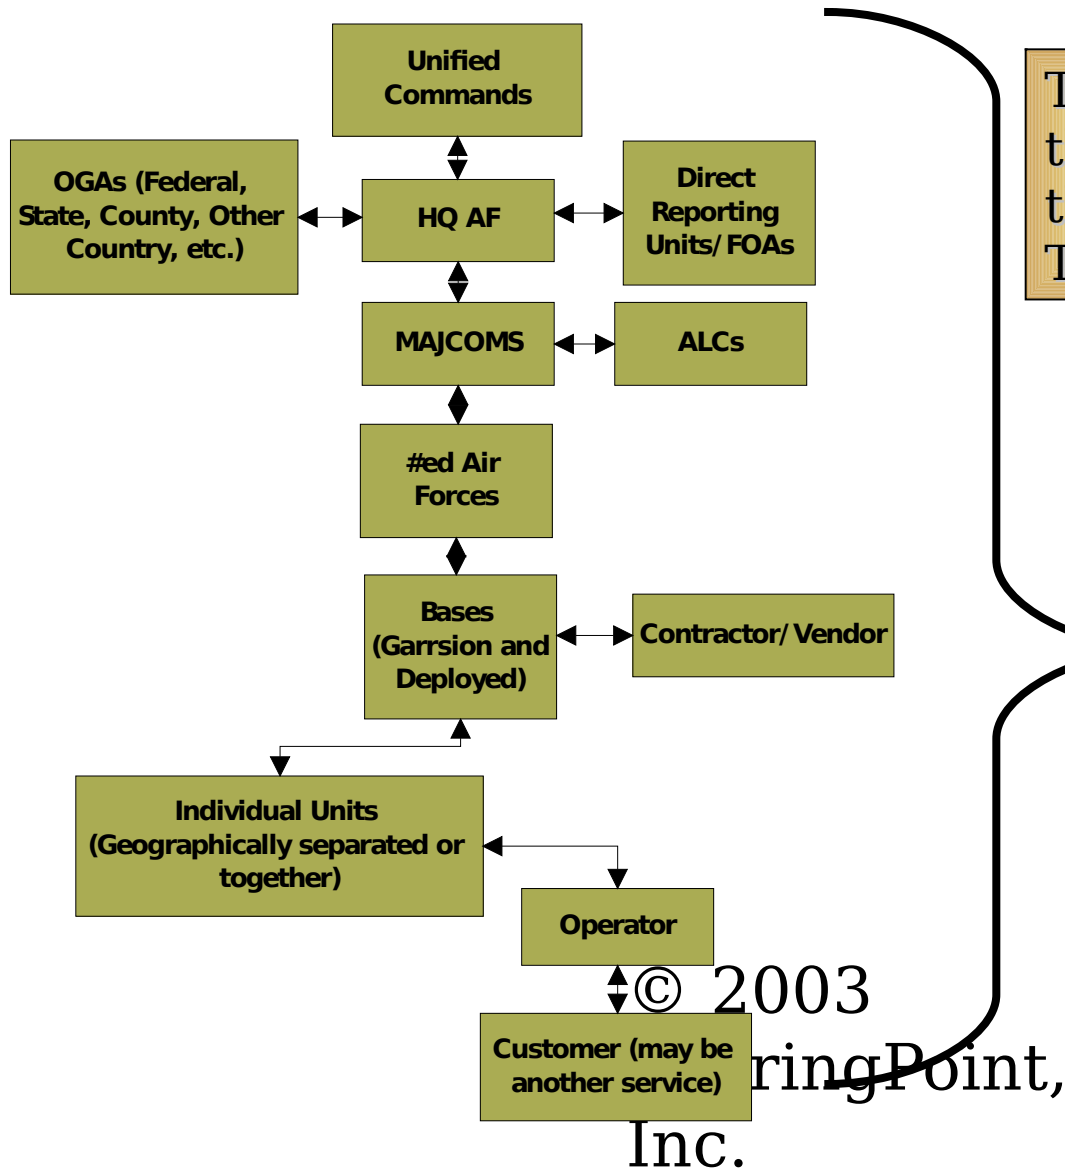 Unified
Commands
OGAs (Federal,
State, County, Other
Country, etc.)
HQ AF
Direct
Reporting
Units/ FOAs
MAJCOMS
ALCs
#ed Air
Forces
Bases
(Garrsion and
Deployed)
Contractor/ Vendor
Individual Units
(Geographically separated or
together)
Operator
Customer (may be
another service)
T
t
t
T
© 2003
ringPoint,
Inc.